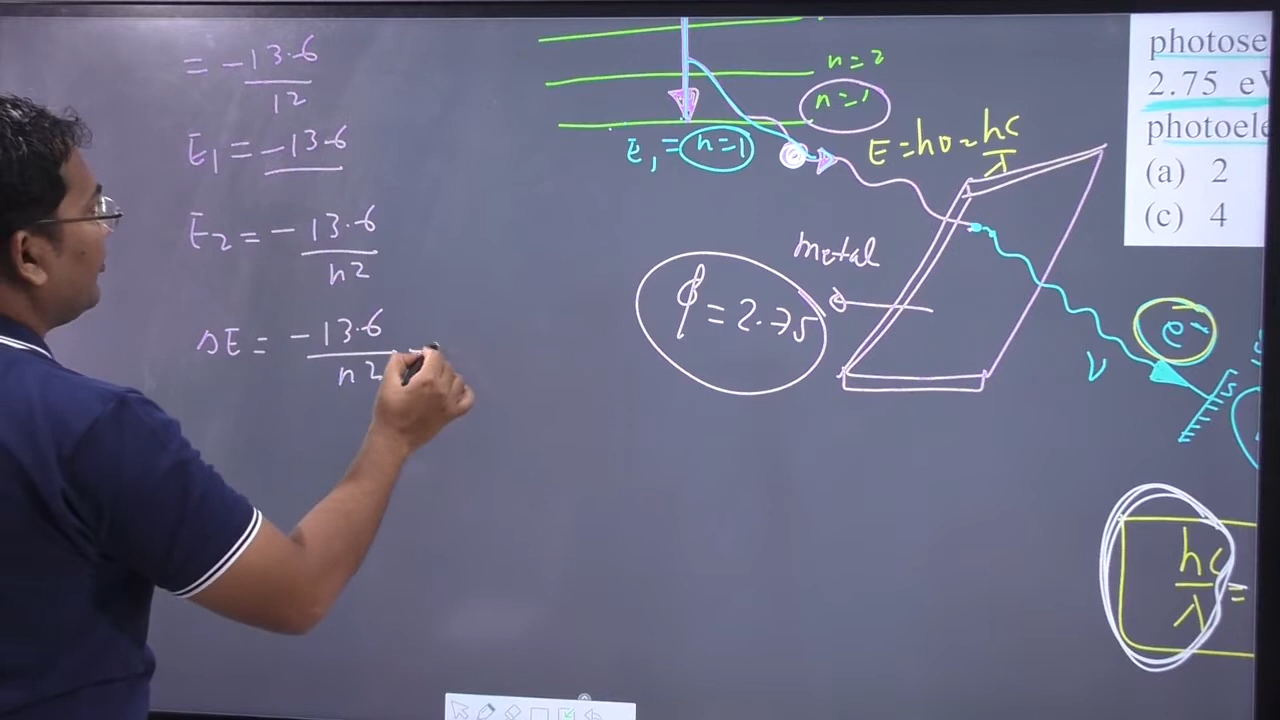 = -13.6
1²
E₁ = -13.6
E₂ = -13.6
n²
ΔE = -13.6
n²
n=2
n=1
E₁ = n=1
E = hυ = hc
λ
metal
φ = 2.75
e⁻
ν
photose
2.75 eV
photoele
(a) 2
(c) 4
hc
λ
=